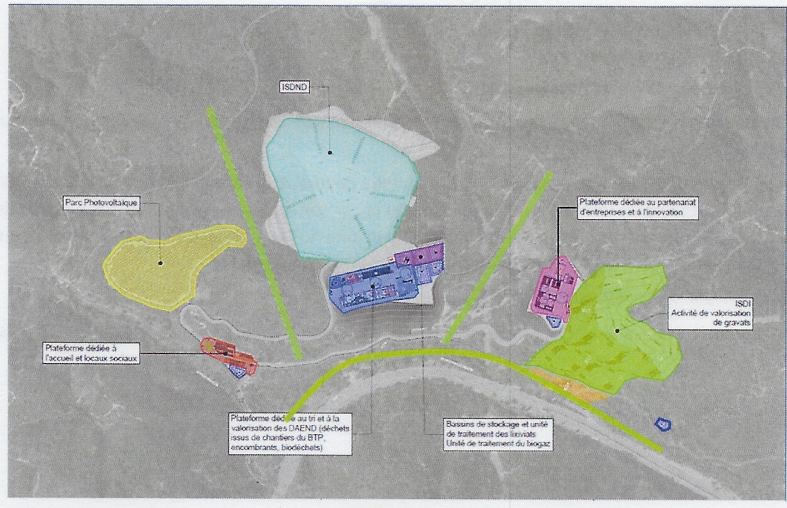 ISDND
Parc Photovoltaïque
Plateforme dédiée au partenariat
d'entreprises et à l'innovation
ISDI
Activité de valorisation
de gravats
Plateforme dédiée à
l'accueil et locaux sociaux
Plateforme dédiée au tri et à la
valorisation des DAEND (déchets
issus de chantiers du BTP,
encombrants, biodéchets)
Bassins de stockage et unité
de traitement des lixiviats
Unité de traitement du biogaz